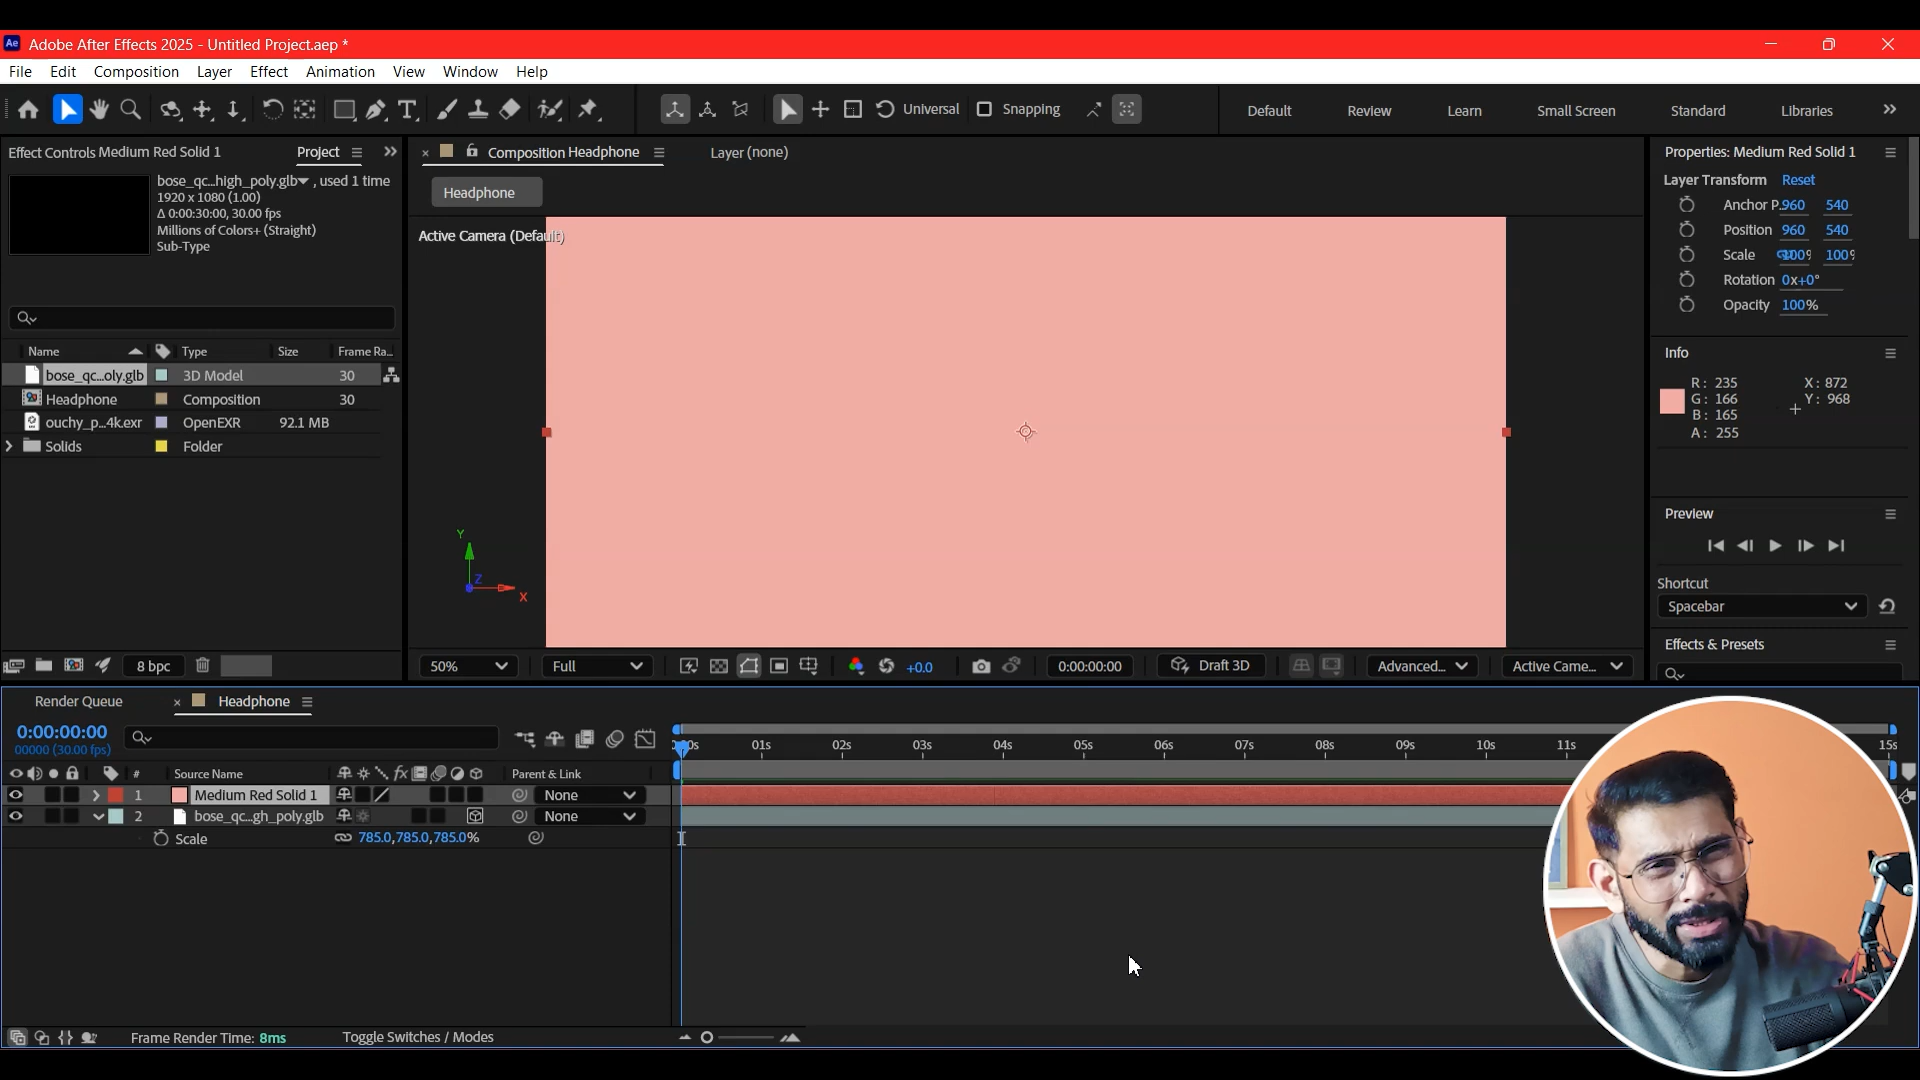 Ae Adobe After Effects 2025 - Untitled Project.aep *
File Edit Composition Layer Effect Animation View Window Help
Universal Snapping Default Review Learn Small Screen Standard Libraries
Effect Controls Medium Red Solid 1 Project
bose_qc...high_poly.glb , used 1 time
1920 x 1080 (1.00)
Δ 0:00:30:00, 30.00 fps
Millions of Colors+ (Straight)
Sub-Type
Name Type Size Frame Ra...
bose_qc...oly.glb 3D Model 30
Headphone Composition 30
ouchy_p...4k.exr OpenEXR 92.1 MB
Solids Folder
8 bpc
Composition Headphone Layer (none)
Headphone
Active Camera (Default)
Y
Z
X
50% Full +0.0 0:00:00:00 Draft 3D Advanced... Active Came...
Properties: Medium Red Solid 1
Layer Transform Reset
Anchor P. 960 540
Position 960 540
Scale 100% 100%
Rotation 0x+0°
Opacity 100%
Info
R: 235 X: 872
G: 166 Y: 968
B: 165
A: 255
Preview
Shortcut
Spacebar
Effects & Presets
Render Queue Headphone
0:00:00:00
00000 (30.00 fps)
01s 02s 03s 04s 05s 06s 07s 08s 09s 10s 11s 15s
# Source Name fx Parent & Link
1 Medium Red Solid 1 None
2 bose_qc...gh_poly.glb None
Scale 785.0,785.0,785.0%
Frame Render Time: 8ms Toggle Switches / Modes